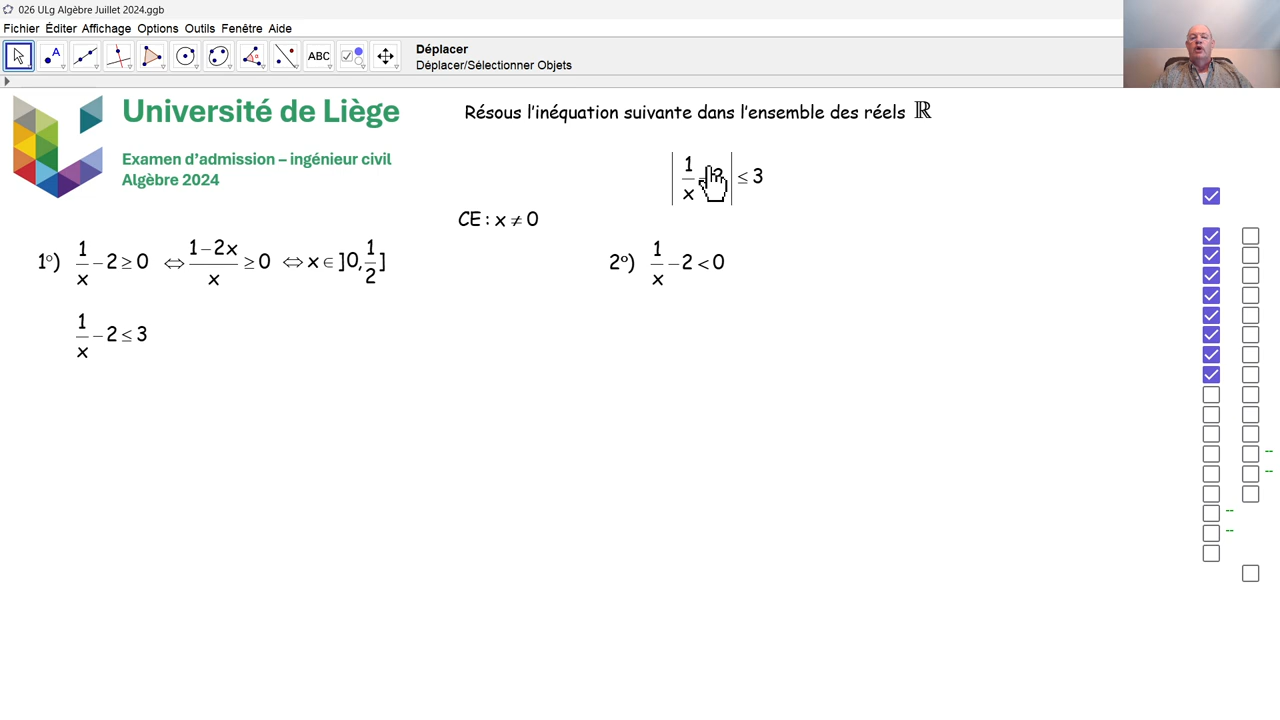 026 ULg Algèbre Juillet 2024.ggb
Fichier Éditer Affichage Options Outils Fenêtre Aide
ABC
Déplacer
Déplacer/Sélectionner Objets
Université de Liège
Examen d'admission – ingénieur civil
Algèbre 2024
Résous l'inéquation suivante dans l'ensemble des réels ℝ
| 1/x - 2 | ≤ 3
CE : x ≠ 0
1°) 1/x - 2 ≥ 0 ⇔ (1-2x)/x ≥ 0 ⇔ x ∈ ]0, 1/2]
2°) 1/x - 2 < 0
1/x - 2 ≤ 3